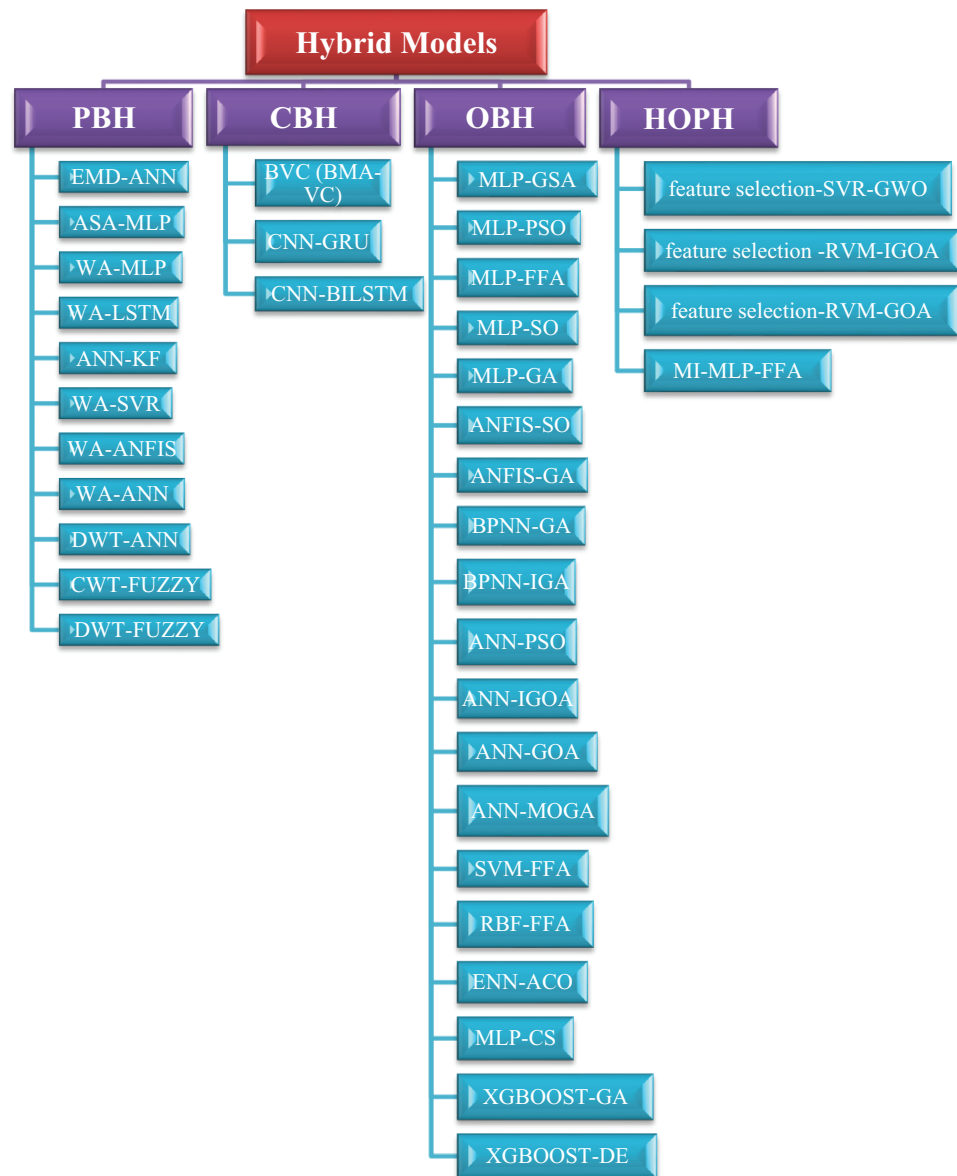 Hybrid Models
PBH
EMD-ANN
ASA-MLP
WA-MLP
WA-LSTM
ANN-KF
WA-SVR
WA-ANFIS
WA-ANN
DWT-ANN
CWT-FUZZY
DWT-FUZZY
CBH
BVC (BMA-
VC)
CNN-GRU
CNN-BILSTM
OBH
MLP-GSA
MLP-PSO
MLP-FFA
MLP-SO
MLP-GA
ANFIS-SO
ANFIS-GA
BPNN-GA
BPNN-IGA
ANN-PSO
ANN-IGOA
ANN-GOA
ANN-MOGA
SVM-FFA
RBF-FFA
ENN-ACO
MLP-CS
XGBOOST-GA
XGBOOST-DE
HOPH
feature selection-SVR-GWO
feature selection -RVM-IGOA
feature selection-RVM-GOA
MI-MLP-FFA